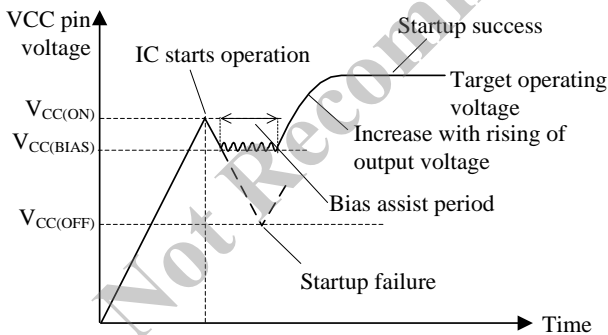 VCC pin
voltage
Startup success
IC starts operation
Target operating
voltage
VCC(ON)
Increase with rising of
output voltage
VCC(BIAS)
Bias assist period
VCC(OFF)
Startup failure
Time
Not Recomm